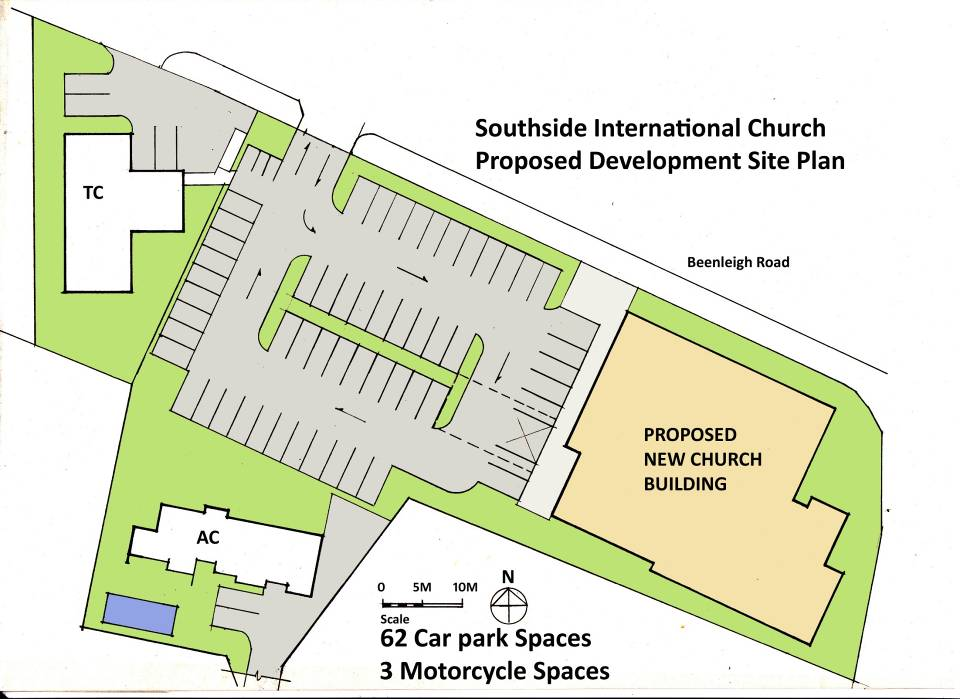 Southside International Church
Proposed Development Site Plan
TC
Beenleigh Road
PROPOSED
NEW CHURCH
BUILDING
AC
N
0 5M 10M
Scale
62 Car park Spaces
3 Motorcycle Spaces